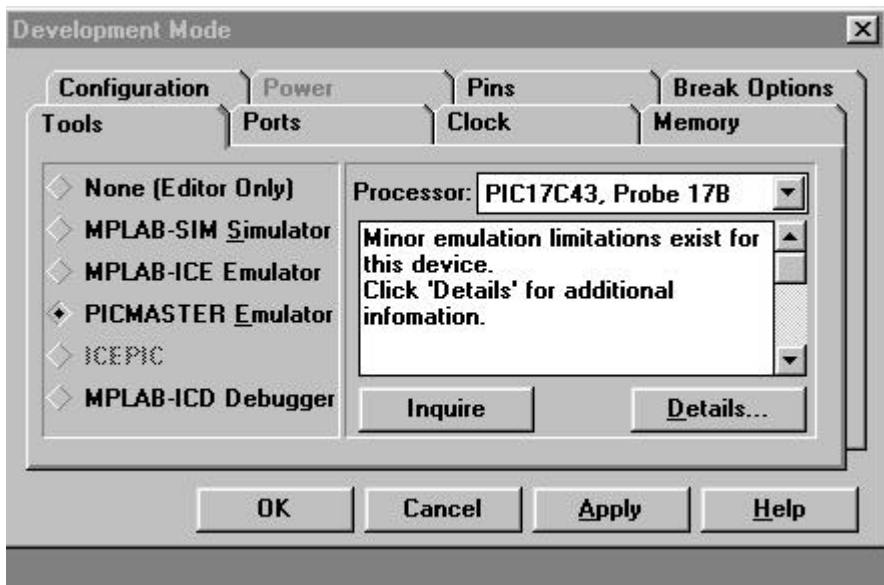 Development Mode
Configuration Power Pins Break Options
Tools Ports Clock Memory
None (Editor Only)
MPLAB-SIM Simulator
MPLAB-ICE Emulator
PICMASTER Emulator
ICEPIC
MPLAB-ICD Debugger
Processor: PIC17C43, Probe 17B
Minor emulation limitations exist for
this device.
Click 'Details' for additional
infomation.
Inquire Details...
OK Cancel Apply Help